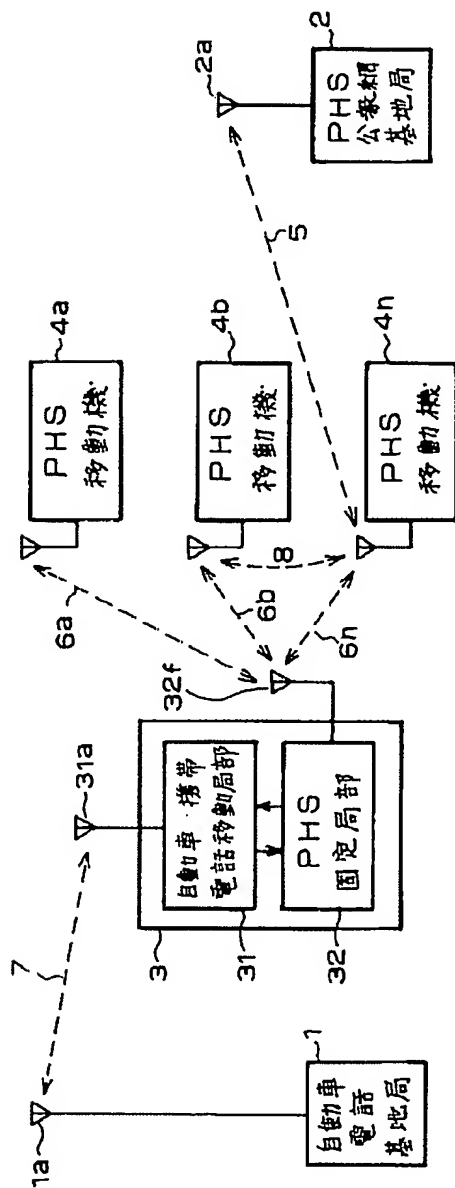 1a
7
31a
自動車
電話
基地局
1
3
自動車・携帯
電話移動局部
31
PHS
固定局部
32
32f
6a
6b
6n
8
PHS
移動機
4a
PHS
移動機
4b
PHS
移動機
4n
5
2a
PHS
公衆網
基地局
2